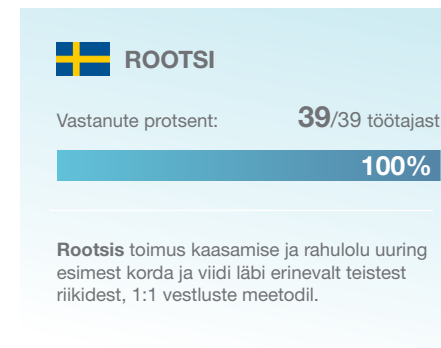 ROOTSI
Vastanute protsent: 39/39 töötajast
100%
Rootsis toimus kaasamise ja rahulolu uuring
esimest korda ja viidi läbi erinevalt teistest
riikidest, 1:1 vestluste meetodil.